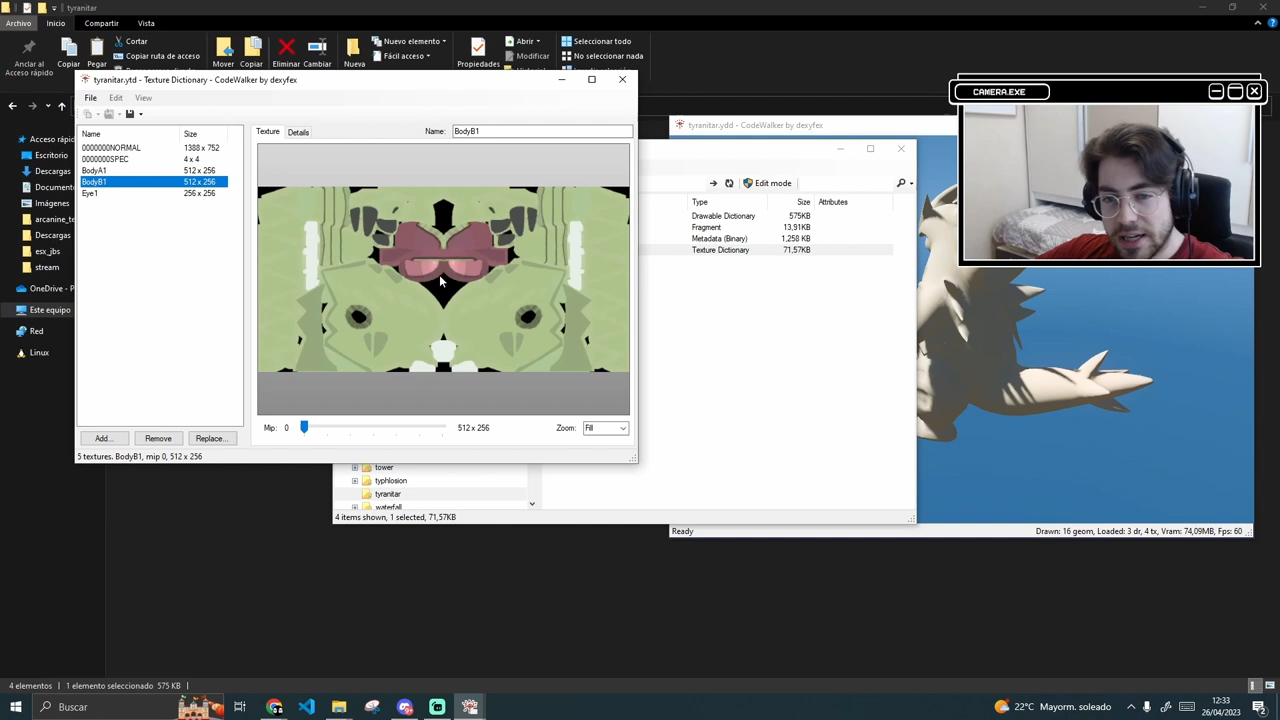 tyranitar
Archivo Inicio Compartir Vista
Anclar al Acceso rápido
Copiar
Pegar
Cortar
Copiar ruta de acceso
Mover
Copiar
Eliminar
Cambiar
Nueva
Nuevo elemento
Fácil acceso
Propiedades
Abrir
Modificar
Seleccionar todo
No seleccionar nada
tyranitar.ytd - Texture Dictionary - CodeWalker by dexyfex
File Edit View
Name Size
0000000NORMAL 1388 x 752
0000000SPEC 4 x 4
BodyA1 512 x 256
BodyB1 512 x 256
Eye1 256 x 256
Texture Details Name: BodyB1
Mip: 0 512 x 256 Zoom: Fill
Add... Remove Replace...
5 textures. BodyB1, mip 0, 512 x 256
Acceso rápido
Escritorio
Descargas
Documento
Imágenes
arcanine_te
Descargas
esx_jbs
stream
OneDrive - P
Este equipo
Red
Linux
tyranitar.ydd - CodeWalker by dexyfex
Edit mode
Type Size Attributes
Drawable Dictionary 575KB
Fragment 13,91KB
Metadata (Binary) 1,258 KB
Texture Dictionary 71,57KB
tower
typhlosion
tyranitar
waterfall
4 items shown, 1 selected, 71,57KB
Ready Drawn: 16 geom, Loaded: 3 dr, 4 tx, Vram: 74,09MB, Fps: 60
CAMERA.EXE
4 elementos 1 elemento seleccionado 575 KB
Buscar
22°C Mayorm. soleado
12:33
26/04/2023
2